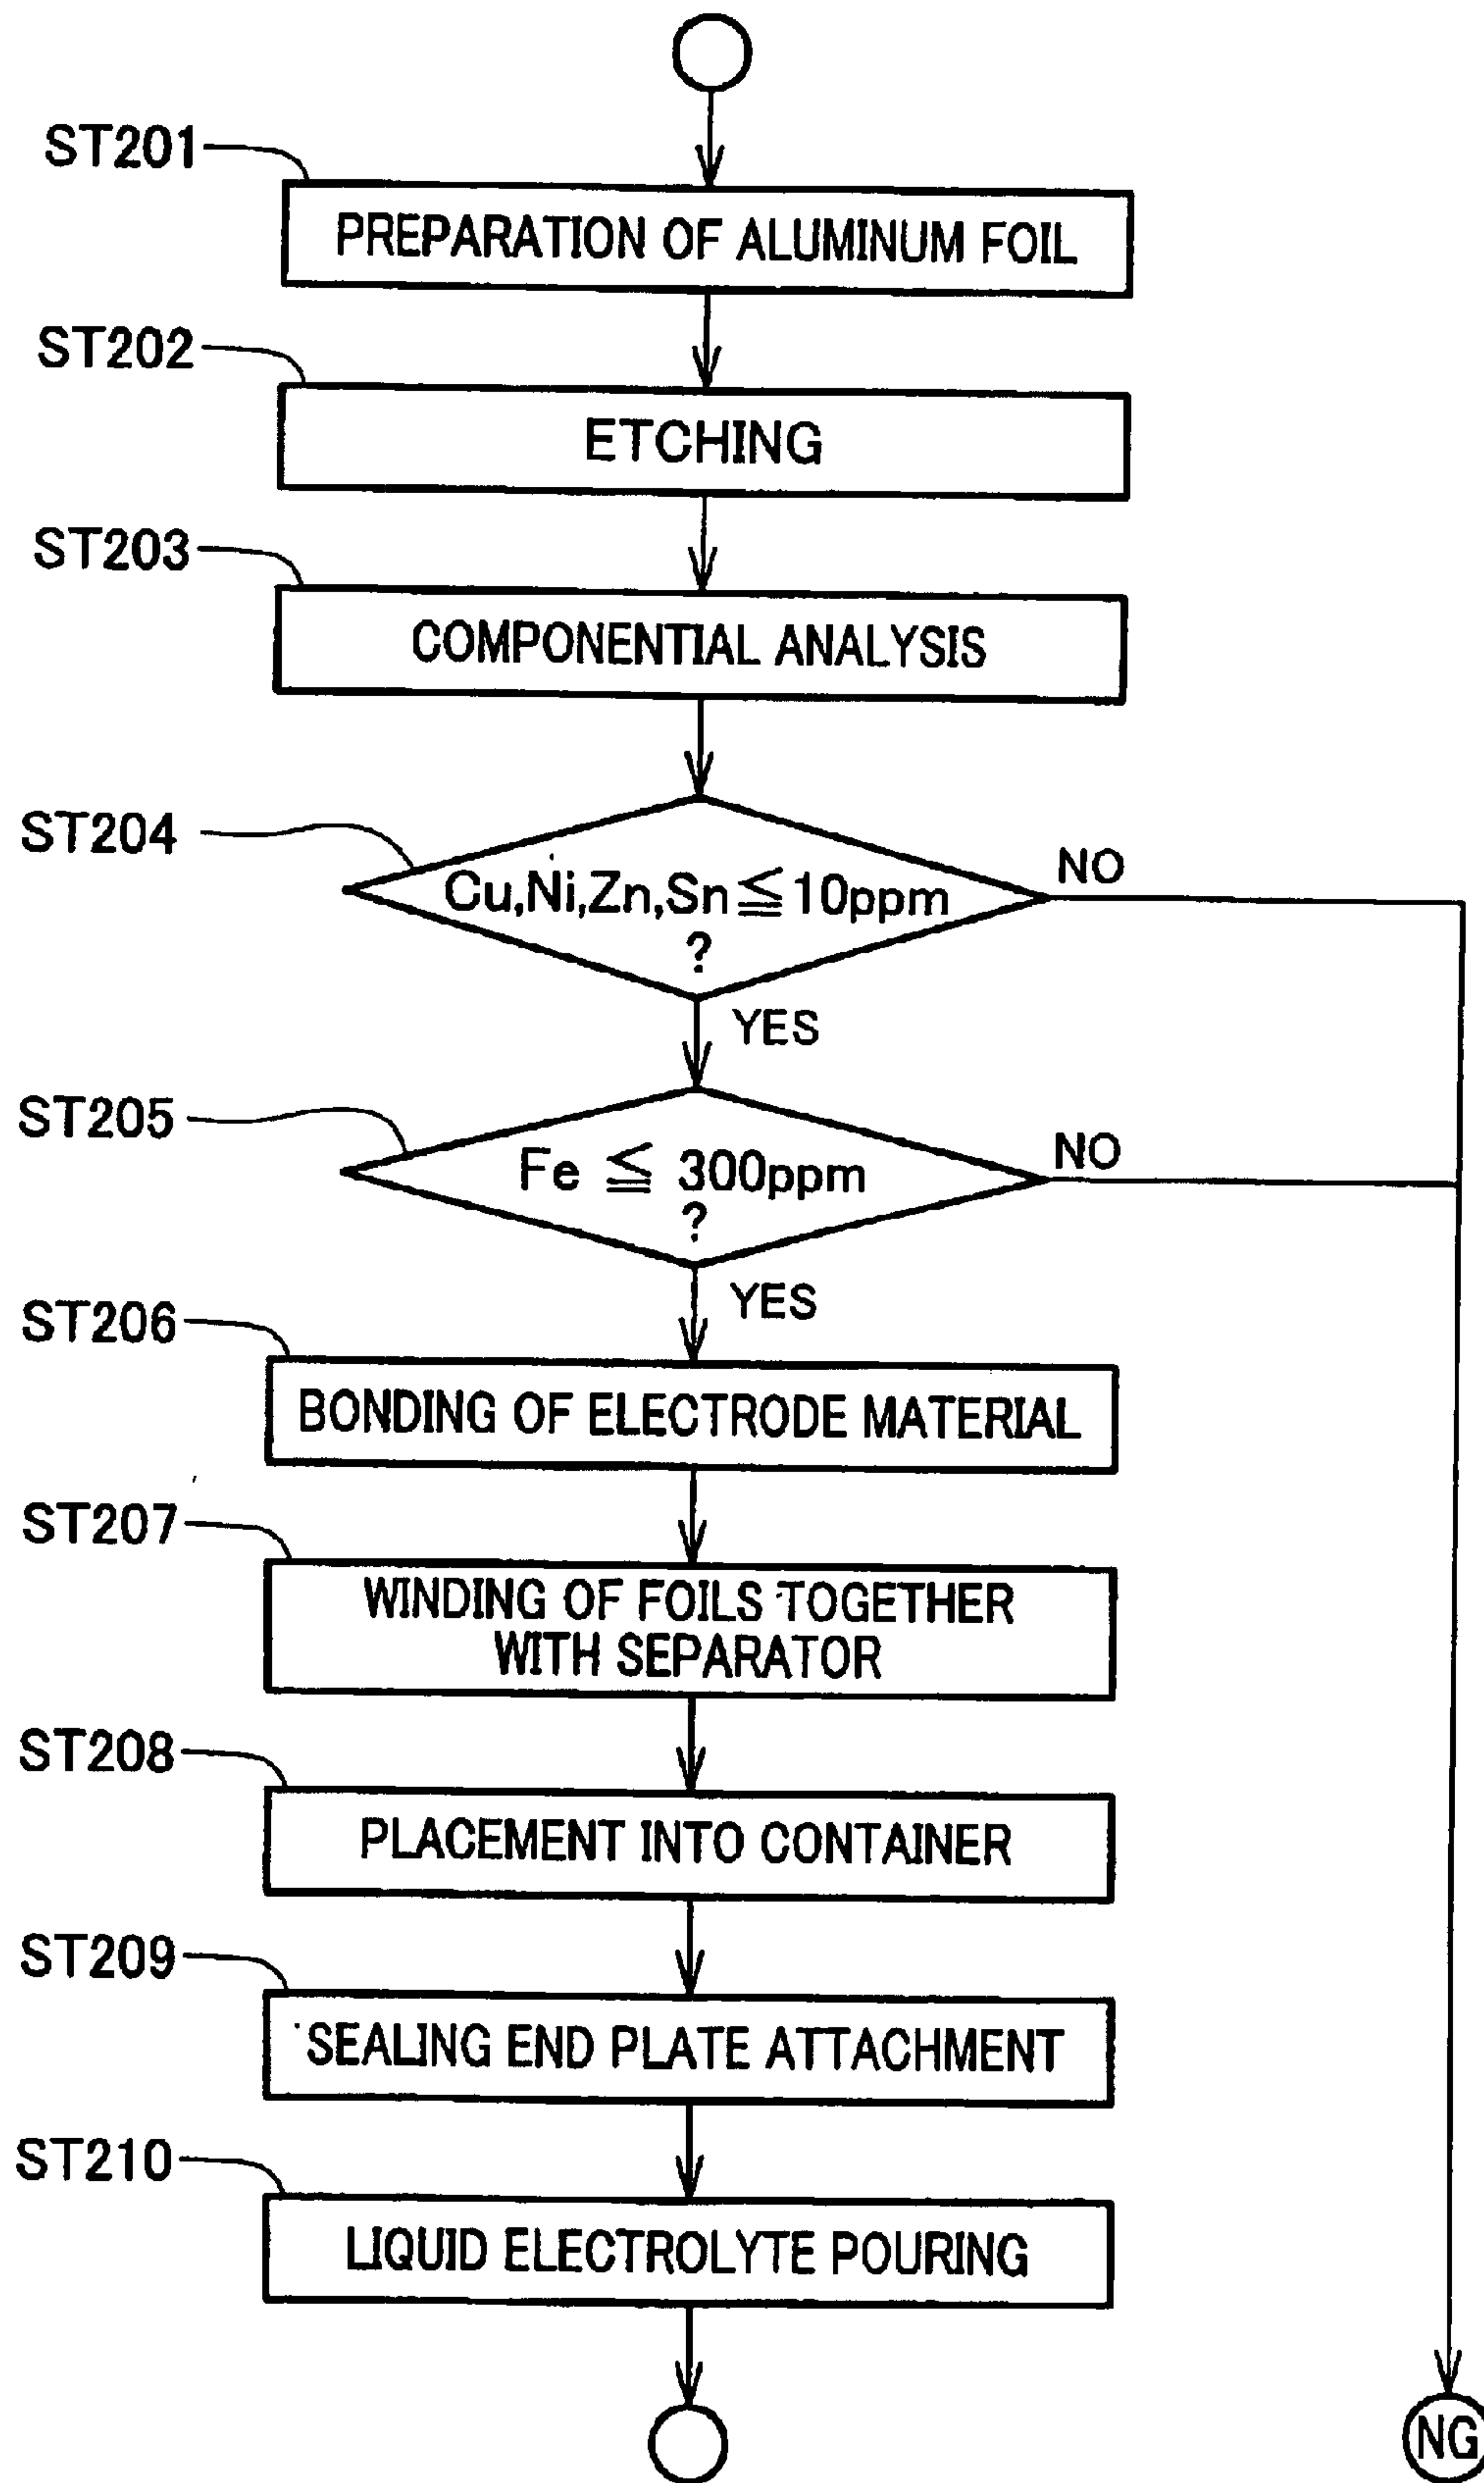 ST201
PREPARATION OF ALUMINUM FOIL
ST202
ETCHING
ST203
COMPONENTIAL ANALYSIS
ST204
Cu,Ni,Zn,Sn≦10ppm
?
NO
YES
ST205
Fe ≦ 300ppm
?
NO
YES
ST206
BONDING OF ELECTRODE MATERIAL
ST207
WINDING OF FOILS TOGETHER
WITH SEPARATOR
ST208
PLACEMENT INTO CONTAINER
ST209
SEALING END PLATE ATTACHMENT
ST210
LIQUID ELECTROLYTE POURING
NG